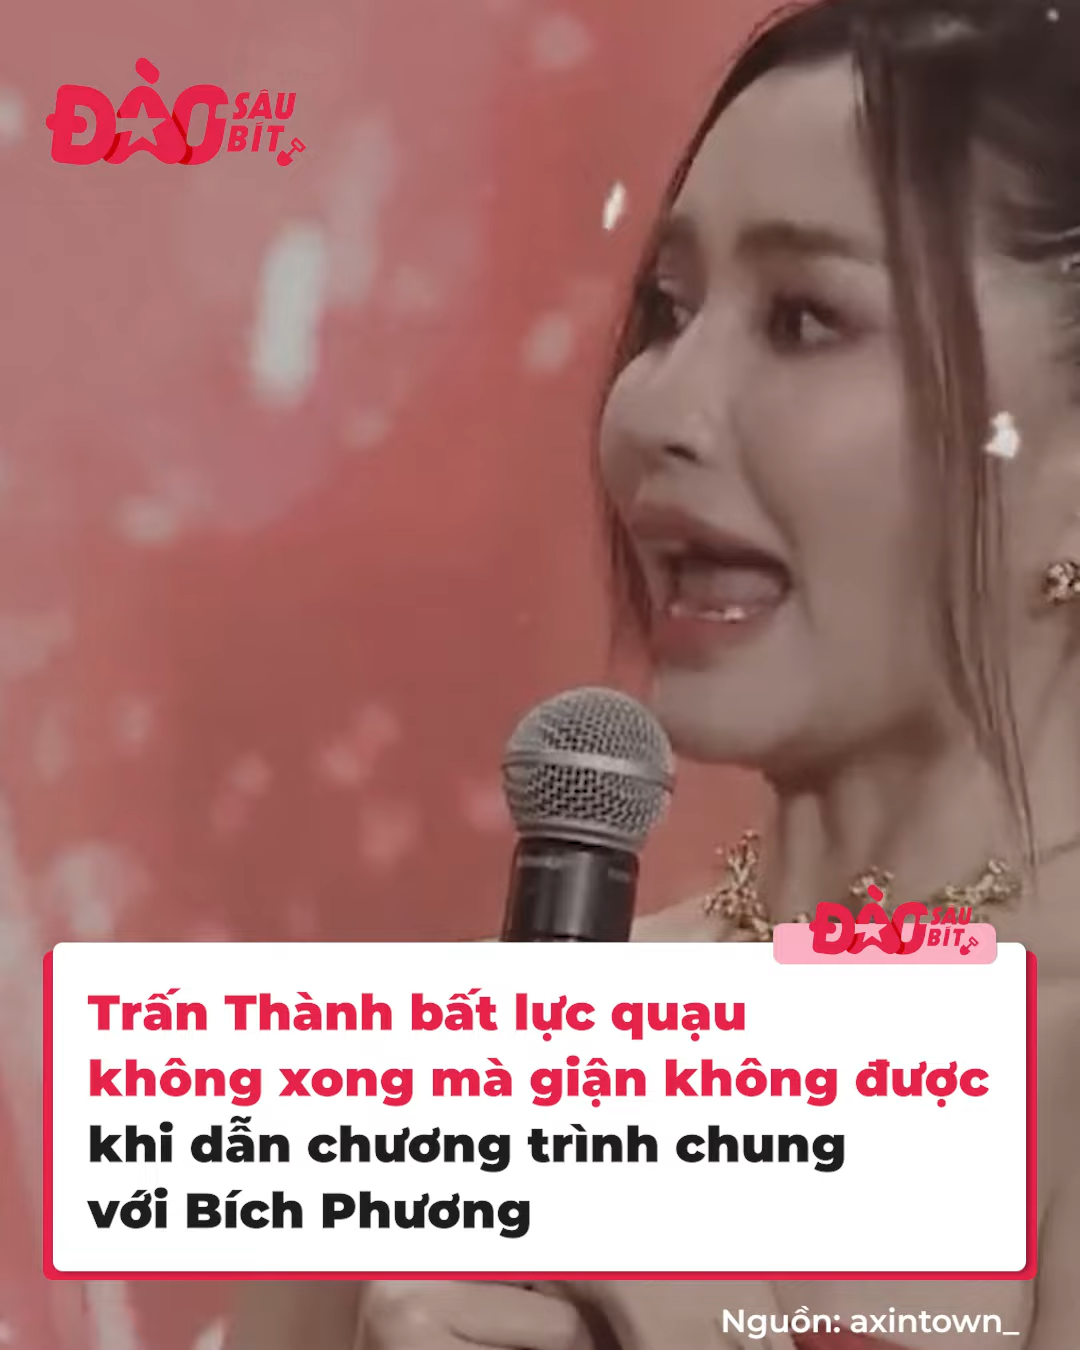 ĐÀO SÂU
BÍT
ĐÀO SÂU
BÍT
Trấn Thành bất lực quạu
không xong mà giận không được
khi dẫn chương trình chung
với Bích Phương
Nguồn: axintown_